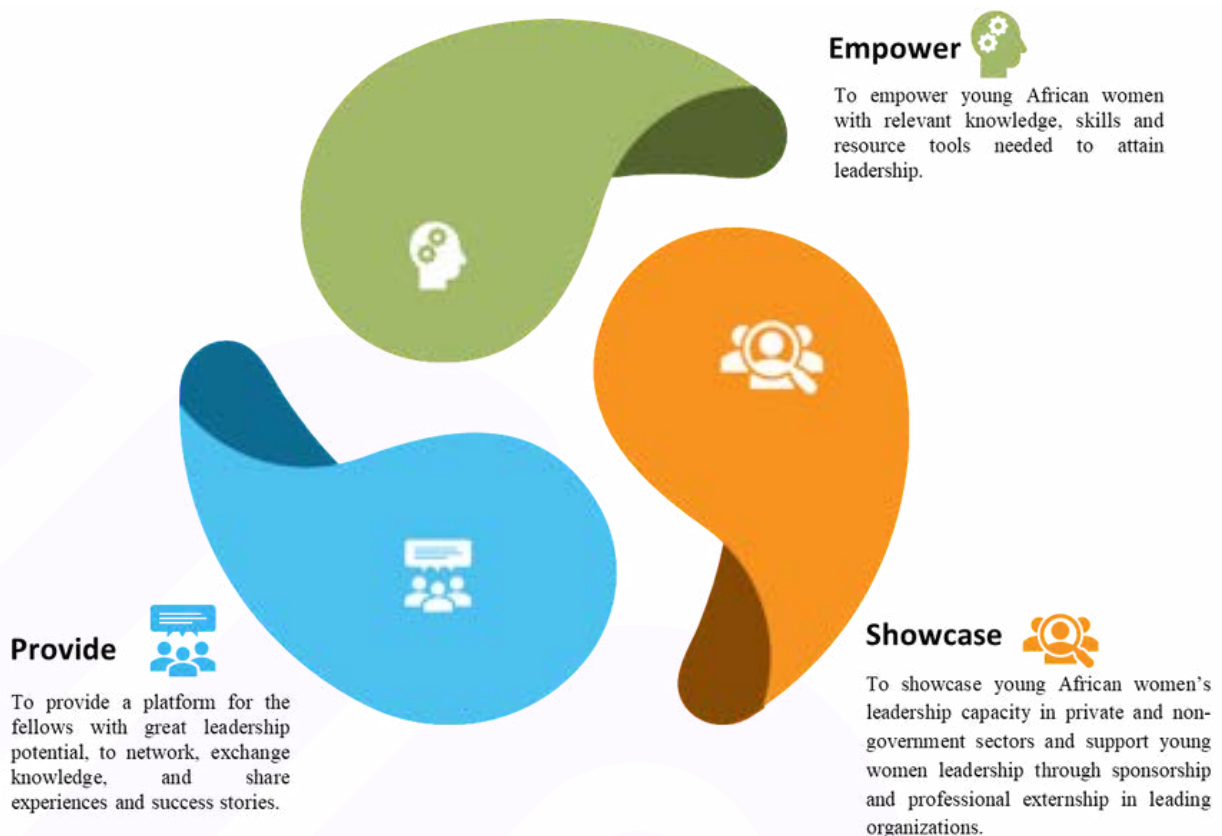 Empower
To empower young African women
with relevant knowledge, skills and
resource tools needed to attain
leadership.
Showcase
To showcase young African women's
leadership capacity in private and non-
government sectors and support young
women leadership through sponsorship
and professional externship in leading
organizations.
Provide
To provide a platform for the
fellows with great leadership
potential, to network, exchange
knowledge, and share
experiences and success stories.